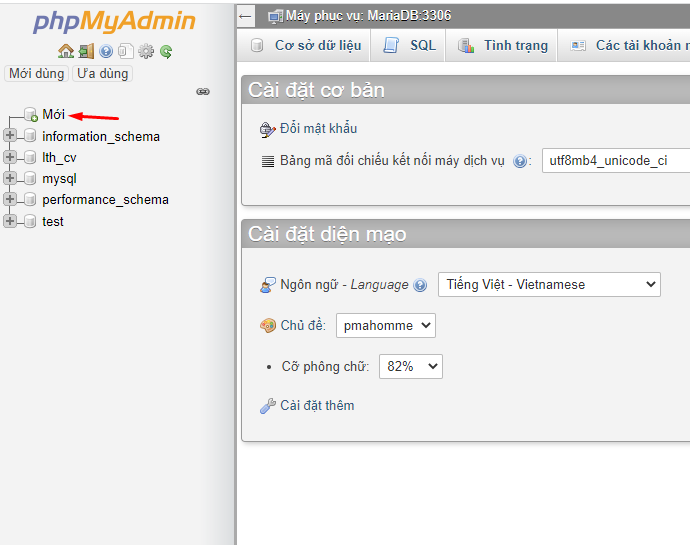 phpMyAdmin
Mới dùng Ưa dùng
Mới
information_schema
lth_cv
mysql
performance_schema
test
Máy phục vụ: MariaDB:3306
Cơ sở dữ liệu SQL Tình trạng Các tài khoản
Cài đặt cơ bản
Đổi mật khẩu
Bảng mã đối chiếu kết nối máy dịch vụ : utf8mb4_unicode_ci
Cài đặt diện mạo
Ngôn ngữ - Language Tiếng Việt - Vietnamese
Chủ đề: pmahomme
Cỡ phông chữ: 82%
Cài đặt thêm